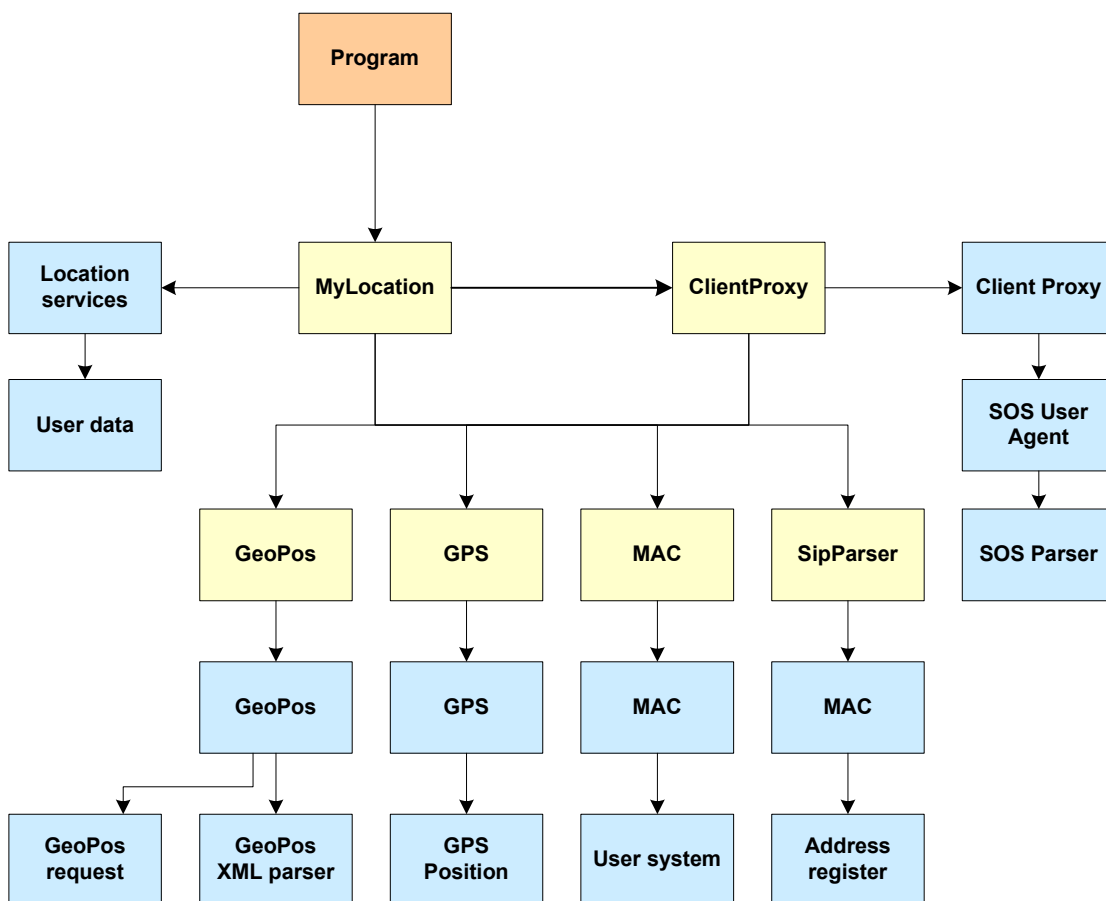 Program
Location
services
MyLocation
ClientProxy
Client Proxy
User data
SOS User
Agent
GeoPos
GPS
MAC
SipParser
SOS Parser
GeoPos
GPS
MAC
MAC
GeoPos
request
GeoPos
XML parser
GPS
Position
User system
Address
register